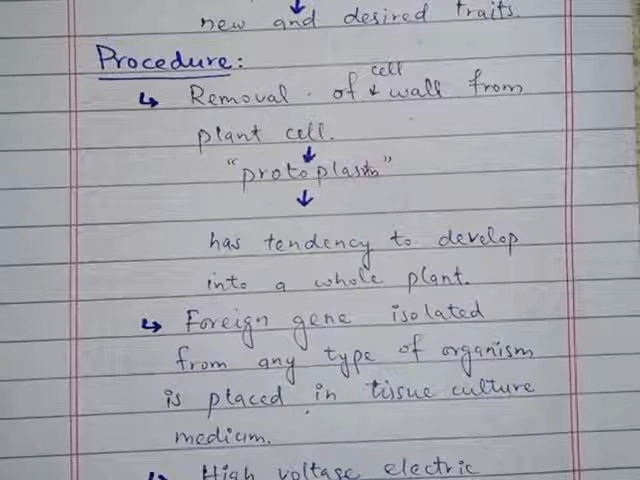 new and desired traits.
Procedure:
↳ Removal of cell wall from
plant cell.
↓
"protoplasm"
↓
has tendency to develop
into a whole plant.
↳ Foreign gene isolated
from any type of organism
is placed in tissue culture
medium.
↳ High voltage electric